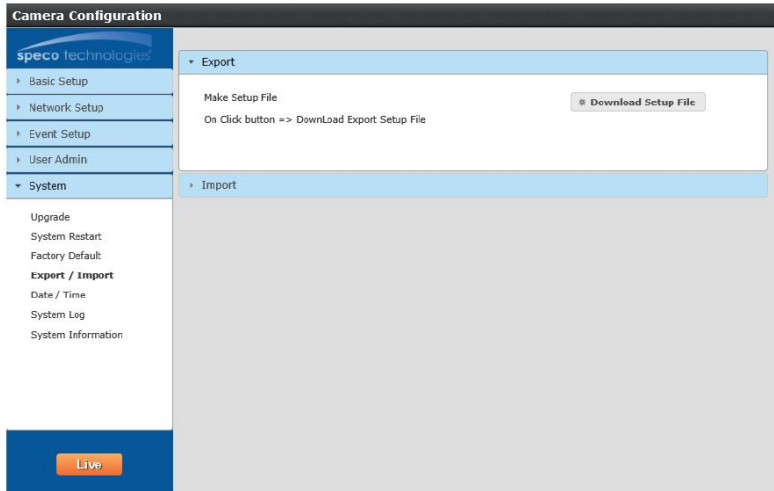 Camera Configuration
speco technologies
Basic Setup
Network Setup
Event Setup
User Admin
System
Upgrade
System Restart
Factory Default
Export / Import
Date / Time
System Log
System Information
Live
Export
Make Setup File
Download Setup File
On Click button => DownLoad Export Setup File
Import